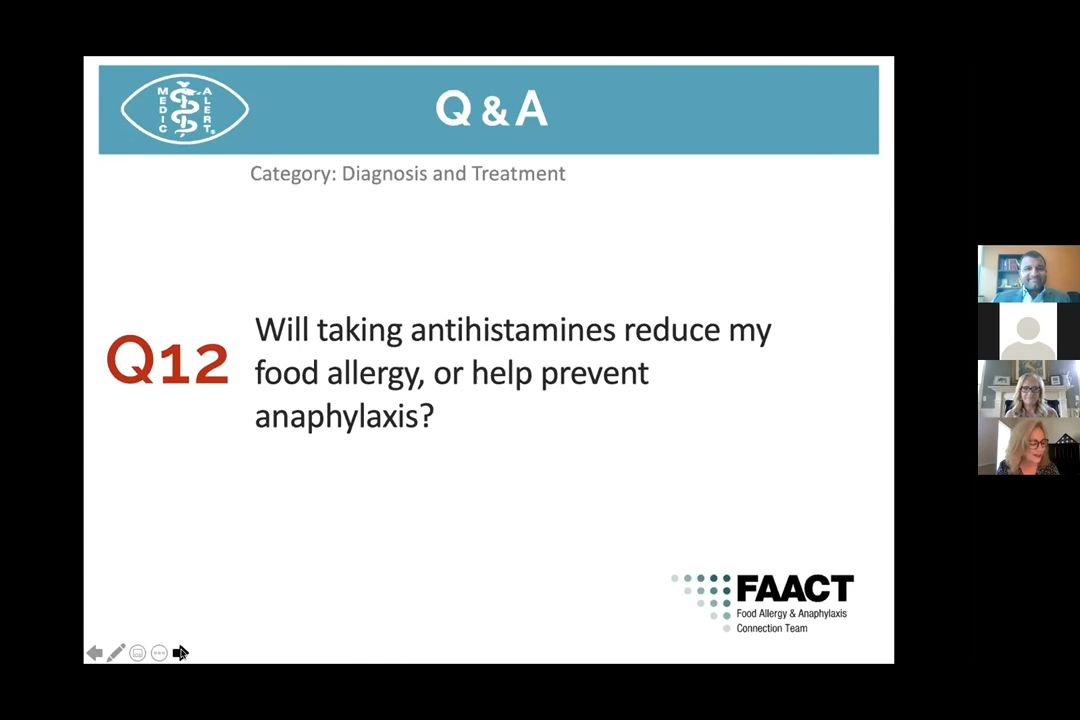 MEDIC ALERT
Q & A
Category: Diagnosis and Treatment
Q12
Will taking antihistamines reduce my
food allergy, or help prevent
anaphylaxis?
FAACT
Food Allergy & Anaphylaxis
Connection Team